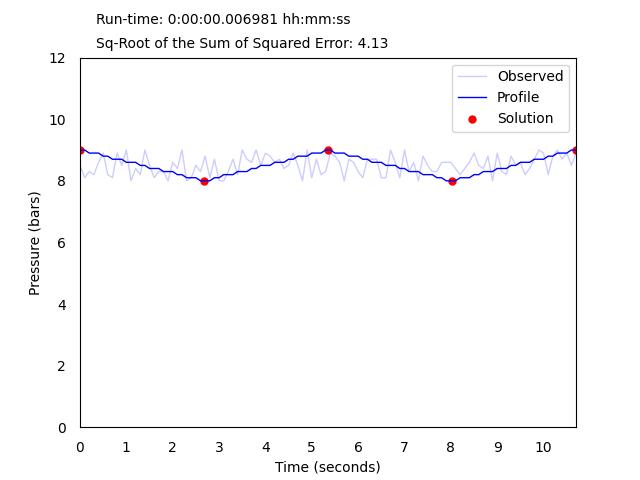 Run-time: 0:00:00.006981 hh:mm:ss
Sq-Root of the Sum of Squared Error: 4.13
12
10
8
6
4
2
0
Pressure (bars)
Observed
Profile
Solution
0 1 2 3 4 5 6 7 8 9 10
Time (seconds)